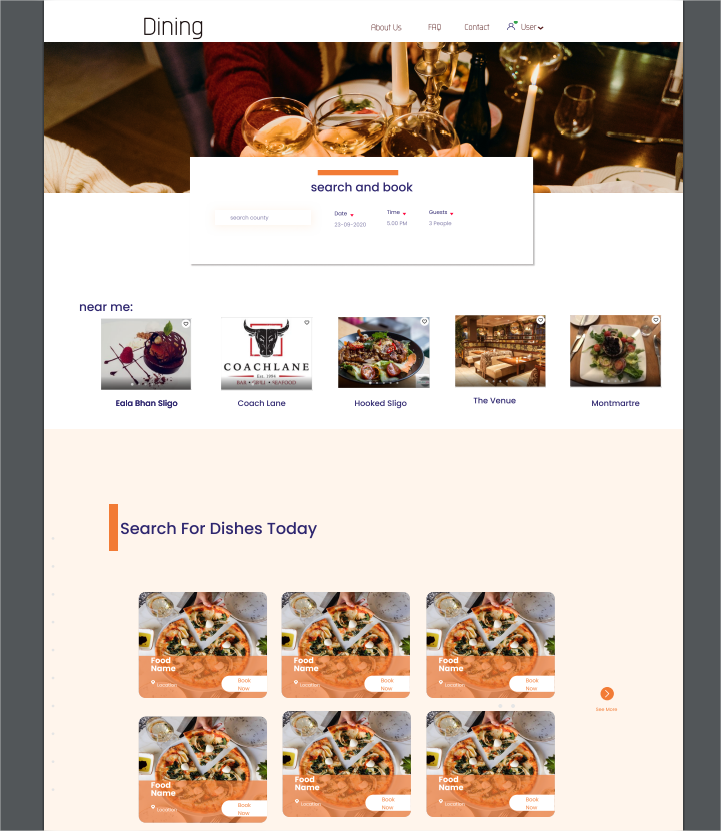 Dining
About Us
FAQ
Contact
User
search and book
search county
Date
Time
Guests
23-09-2020
5.00 PM
3 People
near me:
COACHLANE
Est. 1994
BAR • GRILL • SEAFOOD
Eala Bhan Sligo
Coach Lane
Hooked Sligo
The Venue
Montmartre
Search For Dishes Today
Food
Name
Location
Book
Now
Food
Name
Location
Book
Now
Food
Name
Location
Book
Now
See More
Food
Name
Location
Book
Now
Food
Name
Location
Book
Now
Food
Name
Location
Book
Now